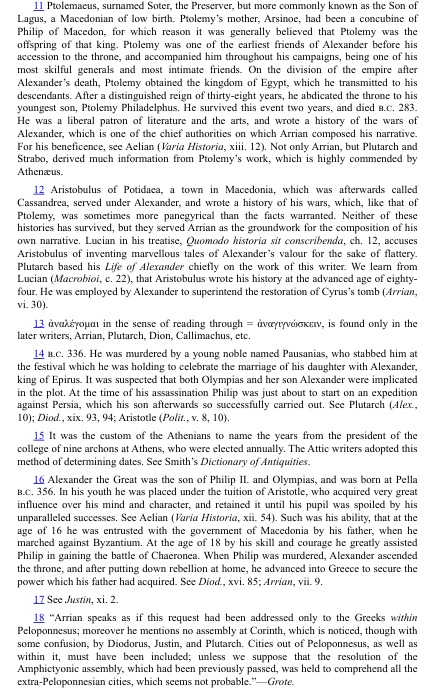 11 Ptolemaeus, surnamed Soter, the Preserver, but more commonly known as the Son of
Lagus, a Macedonian of low birth. Ptolemy's mother, Arsinoe, had been a concubine of
Philip of Macedon, for which reason it was generally believed that Ptolemy was the
offspring of that king. Ptolemy was one of the earliest friends of Alexander before his
accession to the throne, and accompanied him throughout his campaigns, being one of his
most skilful generals and most intimate friends. On the division of the empire after
Alexander's death, Ptolemy obtained the kingdom of Egypt, which he transmitted to his
descendants. After a distinguished reign of thirty-eight years, he abdicated the throne to his
youngest son, Ptolemy Philadelphus. He survived this event two years, and died B.C. 283.
He was a liberal patron of literature and the arts, and wrote a history of the wars of
Alexander, which is one of the chief authorities on which Arrian composed his narrative.
For his beneficence, see Aelian (Varia Historia, xiii. 12). Not only Arrian, but Plutarch and
Strabo, derived much information from Ptolemy's work, which is highly commended by
Athenæus.
12 Aristobulus of Potidaea, a town in Macedonia, which was afterwards called
Cassandrea, served under Alexander, and wrote a history of his wars, which, like that of
Ptolemy, was sometimes more panegyrical than the facts warranted. Neither of these
histories has survived, but they served Arrian as the groundwork for the composition of his
own narrative. Lucian in his treatise, Quomodo historia sit conscribenda, ch. 12, accuses
Aristobulus of inventing marvellous tales of Alexander's valour for the sake of flattery.
Plutarch based his Life of Alexander chiefly on the work of this writer. We learn from
Lucian (Macrobioi, c. 22), that Aristobulus wrote his history at the advanced age of eighty-
four. He was employed by Alexander to superintend the restoration of Cyrus's tomb (Arrian,
vi. 30).
13 ἀναλέγομαι in the sense of reading through = ἀναγιγνώσκειν, is found only in the
later writers, Arrian, Plutarch, Dion, Callimachus, etc.
14 B.C. 336. He was murdered by a young noble named Pausanias, who stabbed him at
the festival which he was holding to celebrate the marriage of his daughter with Alexander,
king of Epirus. It was suspected that both Olympias and her son Alexander were implicated
in the plot. At the time of his assassination Philip was just about to start on an expedition
against Persia, which his son afterwards so successfully carried out. See Plutarch (Alex.,
10); Diod., xix. 93, 94; Aristotle (Polit., v. 8, 10).
15 It was the custom of the Athenians to name the years from the president of the
college of nine archons at Athens, who were elected annually. The Attic writers adopted this
method of determining dates. See Smith's Dictionary of Antiquities.
16 Alexander the Great was the son of Philip II. and Olympias, and was born at Pella
B.C. 356. In his youth he was placed under the tuition of Aristotle, who acquired very great
influence over his mind and character, and retained it until his pupil was spoiled by his
unparalleled successes. See Aelian (Varia Historia, xii. 54). Such was his ability, that at the
age of 16 he was entrusted with the government of Macedonia by his father, when he
marched against Byzantium. At the age of 18 by his skill and courage he greatly assisted
Philip in gaining the battle of Chaeronea. When Philip was murdered, Alexander ascended
the throne, and after putting down rebellion at home, he advanced into Greece to secure the
power which his father had acquired. See Diod., xvi. 85; Arrian, vii. 9.
17 See Justin, xi. 2.
18 “Arrian speaks as if this request had been addressed only to the Greeks within
Peloponnesus; moreover he mentions no assembly at Corinth, which is noticed, though with
some confusion, by Diodorus, Justin, and Plutarch. Cities out of Peloponnesus, as well as
within it, must have been included; unless we suppose that the resolution of the
Amphictyonic assembly, which had been previously passed, was held to comprehend all the
extra-Peloponnesian cities, which seems not probable.”—Grote.